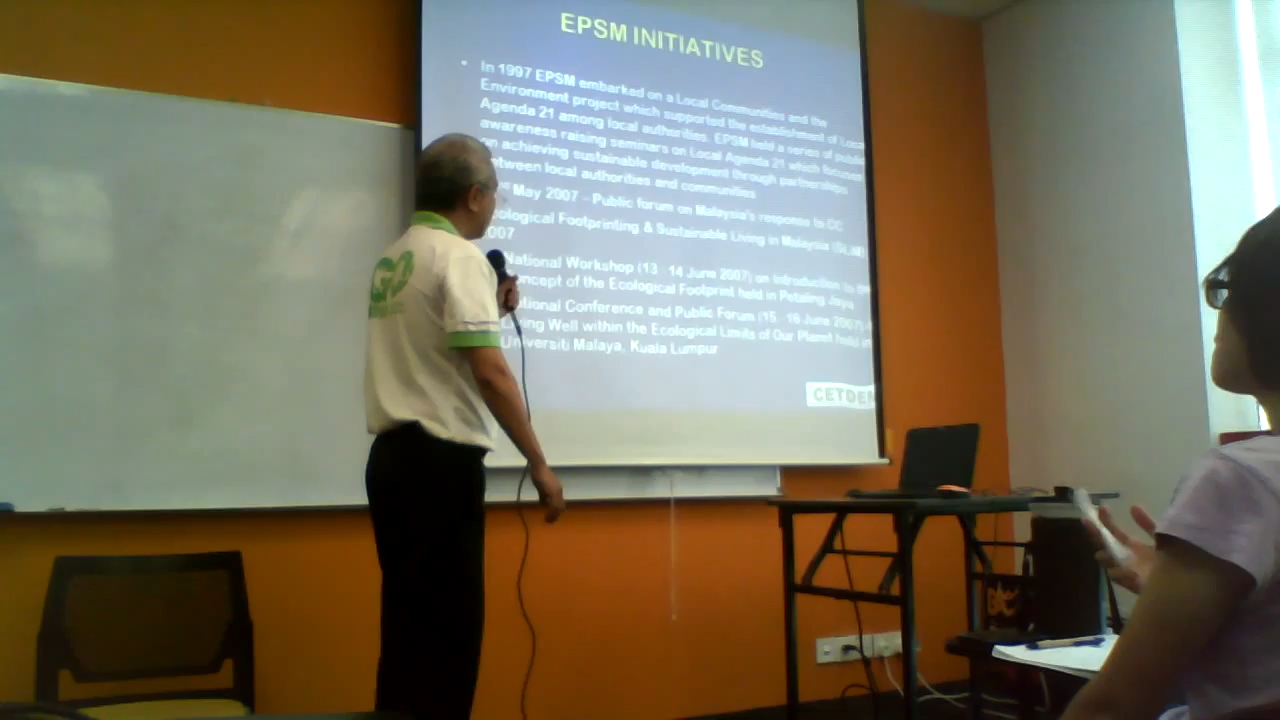 EPSM INITIATIVES
• In 1997 EPSM embarked on a Local Communities and the
Environment project which supported the establishment of Local
Agenda 21 among local authorities. EPSM held a series of public
awareness raising seminars on Local Agenda 21 which focused
on achieving sustainable development through partnerships
between local authorities and communities
May 2007 - Public forum on Malaysia's response to CC
Ecological Footprinting & Sustainable Living in Malaysia (SLiM)
2007
National Workshop (13 14 June 2007) on Introduction to the
Concept of the Ecological Footprint held in Petaling Jaya
National Conference and Public Forum (15 16 June 2007)
Living Well within the Ecological Limits of Our Planet held in
Universiti Malaya, Kuala Lumpur
CETDEM
GO